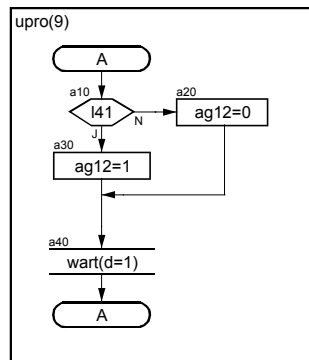 upro(9)
A
a10
I41
J
N
a20
ag12=0
a30
ag12=1
a40
wart(d=1)
A